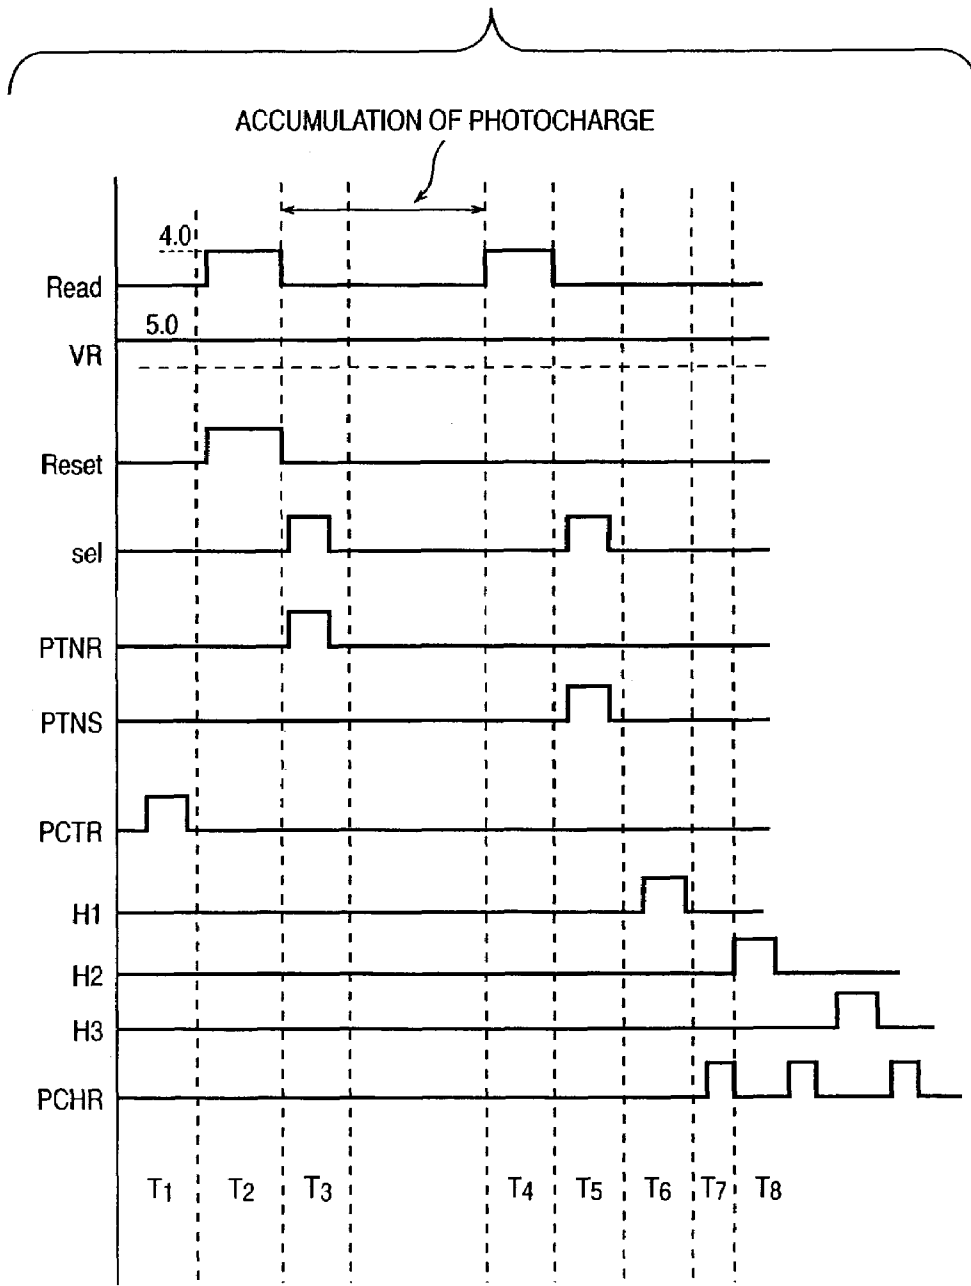 ACCUMULATION OF PHOTOCHARGE
4.0
Read
5.0
VR
Reset
sel
PTNR
PTNS
PCTR
H1
H2
H3
PCHR
T1 T2 T3 T4 T5 T6 T7 T8